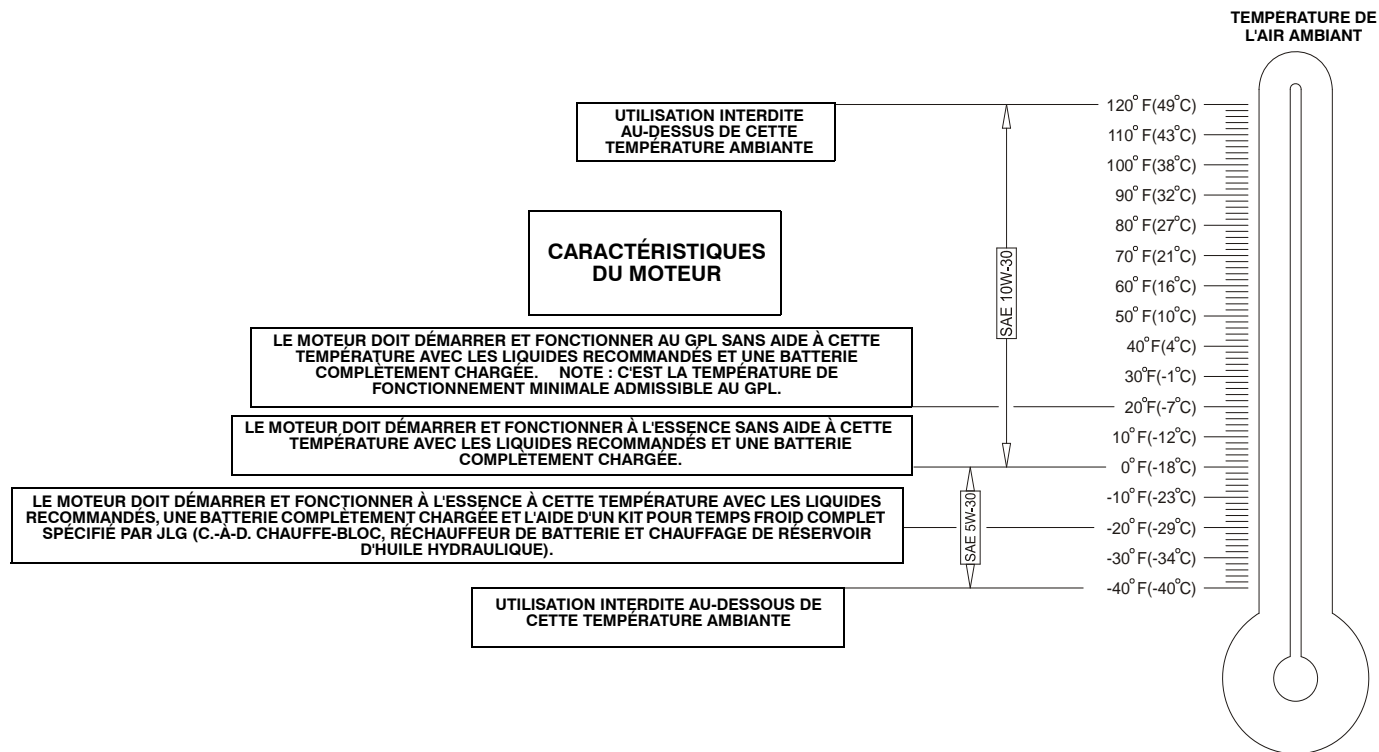 TEMPÉRATURE DE
L'AIR AMBIANT
UTILISATION INTERDITE
AU-DESSUS DE CETTE
TEMPÉRATURE AMBIANTE
CARACTÉRISTIQUES
DU MOTEUR
LE MOTEUR DOIT DÉMARRER ET FONCTIONNER AU GPL SANS AIDE À CETTE
TEMPÉRATURE AVEC LES LIQUIDES RECOMMANDÉS ET UNE BATTERIE
COMPLÈTEMENT CHARGÉE. NOTE : C'EST LA TEMPÉRATURE DE
FONCTIONNEMENT MINIMALE ADMISSIBLE AU GPL.
LE MOTEUR DOIT DÉMARRER ET FONCTIONNER À L'ESSENCE SANS AIDE À CETTE
TEMPÉRATURE AVEC LES LIQUIDES RECOMMANDÉS ET UNE BATTERIE
COMPLÈTEMENT CHARGÉE.
LE MOTEUR DOIT DÉMARRER ET FONCTIONNER À L'ESSENCE À CETTE TEMPÉRATURE AVEC LES LIQUIDES
RECOMMANDÉS, UNE BATTERIE COMPLÈTEMENT CHARGÉE ET L'AIDE D'UN KIT POUR TEMPS FROID COMPLET
SPÉCIFIÉ PAR JLG (C.-À-D. CHAUFFE-BLOC, RÉCHAUFFEUR DE BATTERIE ET CHAUFFAGE DE RÉSERVOIR
D'HUILE HYDRAULIQUE).
UTILISATION INTERDITE AU-DESSOUS DE
CETTE TEMPÉRATURE AMBIANTE
SAE 10W-30
SAE 5W-30
120° F(49°C)
110° F(43°C)
100° F(38°C)
90° F(32°C)
80° F(27°C)
70° F(21°C)
60° F(16°C)
50° F(10°C)
40°F(4°C)
30°F(-1°C)
20°F(-7°C)
10° F(-12°C)
0° F(-18°C)
-10° F(-23°C)
-20° F(-29°C)
-30° F(-34°C)
-40° F(-40°C)